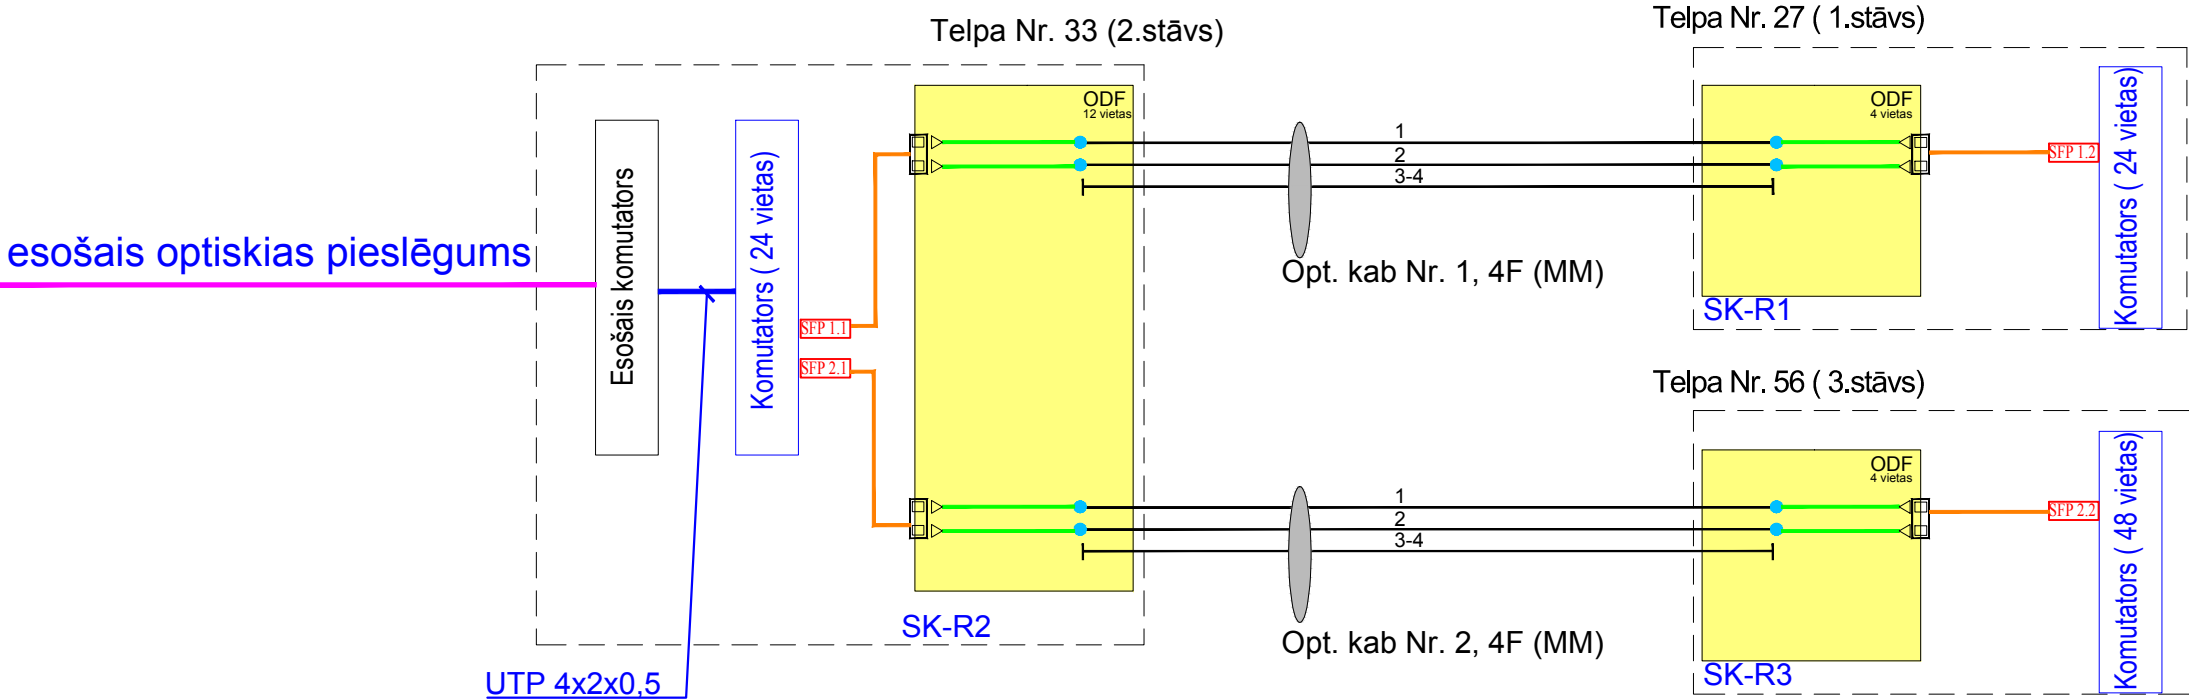 Telpa Nr. 33 (2.stāvs)
Telpa Nr. 27 ( 1.stāvs)
esošais optiskias pieslēgums
Esošais komutators
Komutators ( 24 vietas)
SFP 1.1
SFP 2.1
ODF
12 vietas
SK-R2
UTP 4x2x0,5
1
2
3-4
Opt. kab Nr. 1, 4F (MM)
ODF
4 vietas
SFP 1.2
Komutators ( 24 vietas)
SK-R1
Telpa Nr. 56 ( 3.stāvs)
1
2
3-4
Opt. kab Nr. 2, 4F (MM)
ODF
4 vietas
SFP 2.2
Komutators ( 48 vietas)
SK-R3